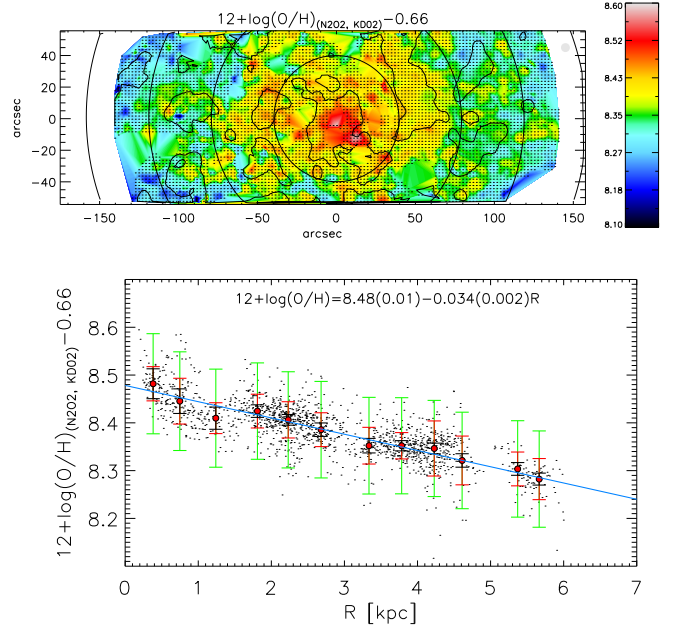 12+log(O/H)(N2O2, KD02)−0.66
8.60
8.52
8.43
8.35
8.27
8.18
8.10
arcsec
40
20
0
−20
−40
−150 −100 −50 0 50 100 150
arcsec
12+log(O/H)=8.48(0.01)−0.034(0.002)R
12+log(O/H)(N2O2, KD02)−0.66
8.6
8.5
8.4
8.3
8.2
0 1 2 3 4 5 6 7
R [kpc]